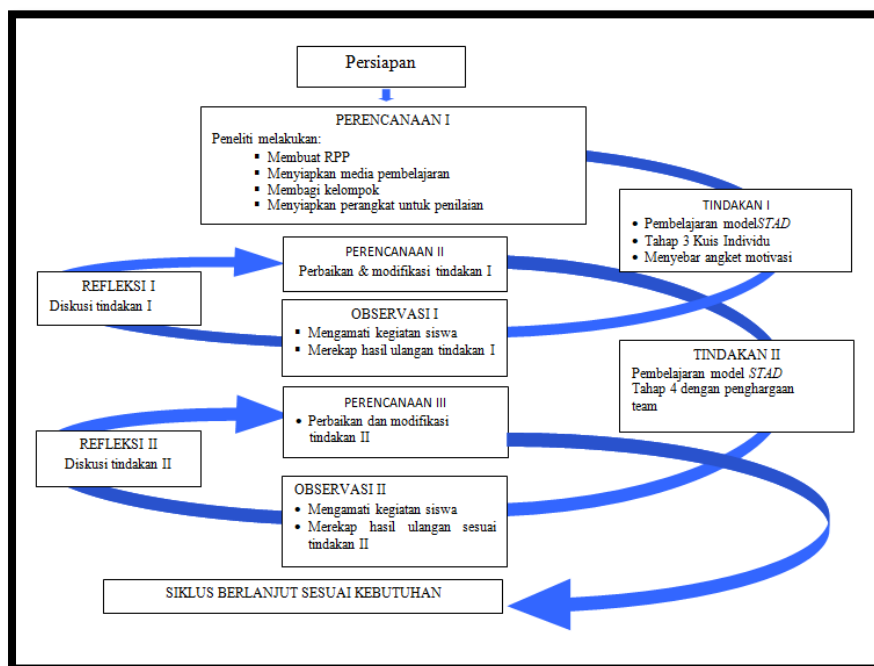 Persiapan
PERENCANAAN I
Peneliti melakukan:
▪ Membuat RPP
▪ Menyiapkan media pembelajaran
▪ Membagi kelompok
▪ Menyiapkan perangkat untuk penilaian
TINDAKAN I
• Pembelajaran modelSTAD
• Tahap 3 Kuis Individu
• Menyebar angket motivasi
PERENCANAAN II
Perbaikan & modifikasi tindakan I
REFLEKSI I
Diskusi tindakan I
OBSERVASI I
▪ Mengamati kegiatan siswa
▪ Merekap hasil ulangan tindakan I
TINDAKAN II
Pembelajaran model STAD
Tahap 4 dengan penghargaan
team
PERENCANAAN III
• Perbaikan dan modifikasi
tindakan II
REFLEKSI II
Diskusi tindakan II
OBSERVASI II
• Mengamati kegiatan siswa
• Merekap hasil ulangan sesuai
tindakan II
SIKLUS BERLANJUT SESUAI KEBUTUHAN